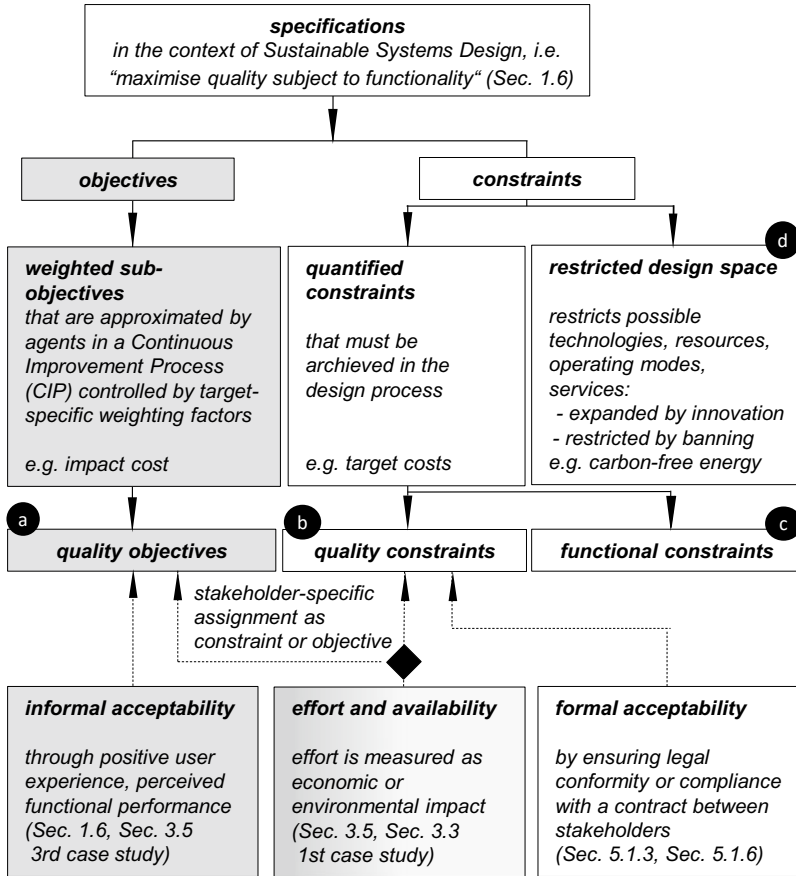 specifications
in the context of Sustainable Systems Design, i.e.
“maximise quality subject to functionality“ (Sec. 1.6)
objectives
constraints
d
weighted sub-
objectives
that are approximated by
agents in a Continuous
Improvement Process
(CIP) controlled by target-
specific weighting factors
e.g. impact cost
quantified
constraints
that must be
archieved in the
design process
e.g. target costs
restricted design space
restricts possible
technologies, resources,
operating modes,
services:
- expanded by innovation
- restricted by banning
e.g. carbon-free energy
a
quality objectives
b
quality constraints
c
functional constraints
stakeholder-specific
assignment as
constraint or objective
informal acceptability
through positive user
experience, perceived
functional performance
(Sec. 1.6, Sec. 3.5
3rd case study)
effort and availability
effort is measured as
economic or
environmental impact
(Sec. 3.5, Sec. 3.3
1st case study)
formal acceptability
by ensuring legal
conformity or compliance
with a contract between
stakeholders
(Sec. 5.1.3, Sec. 5.1.6)